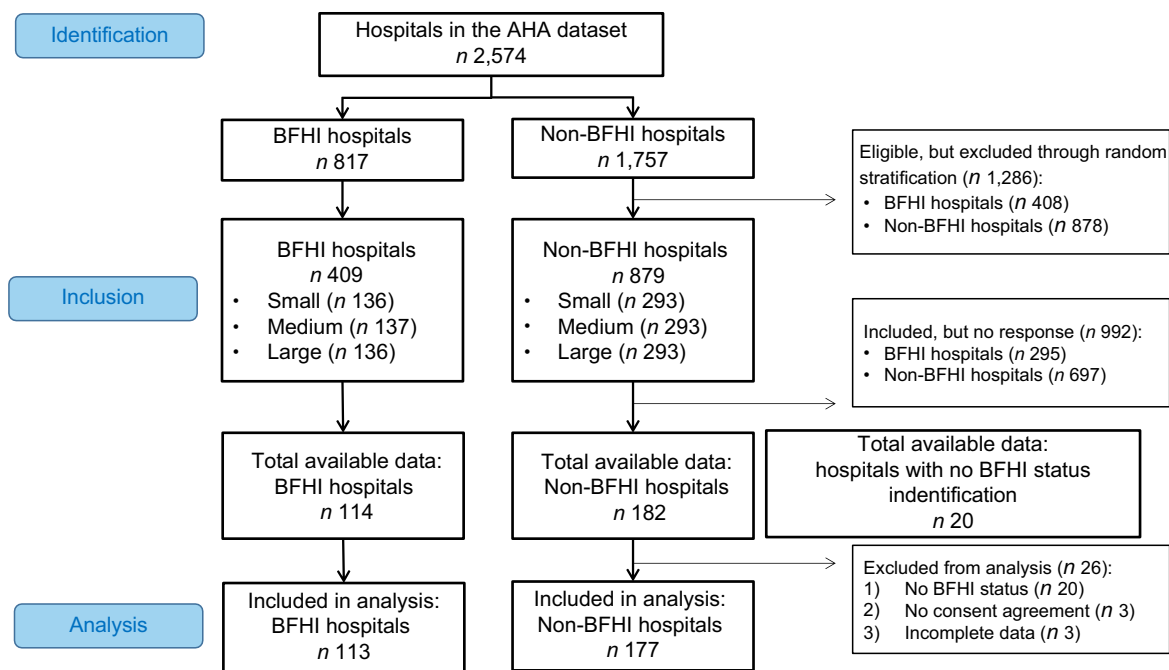 Identification
Hospitals in the AHA dataset
n 2,574
BFHI hospitals
n 817
Non-BFHI hospitals
n 1,757
Eligible, but excluded through random
stratification (n 1,286):
• BFHI hospitals (n 408)
• Non-BFHI hospitals (n 878)
Inclusion
BFHI hospitals
n 409
• Small (n 136)
• Medium (n 137)
• Large (n 136)
Non-BFHI hospitals
n 879
• Small (n 293)
• Medium (n 293)
• Large (n 293)
Included, but no response (n 992):
• BFHI hospitals (n 295)
• Non-BFHI hospitals (n 697)
Total available data:
BFHI hospitals
n 114
Total available data:
Non-BFHI hospitals
n 182
Total available data:
hospitals with no BFHI status
indentification
n 20
Excluded from analysis (n 26):
1) No BFHI status (n 20)
2) No consent agreement (n 3)
3) Incomplete data (n 3)
Analysis
Included in analysis:
BFHI hospitals
n 113
Included in analysis:
Non-BFHI hospitals
n 177